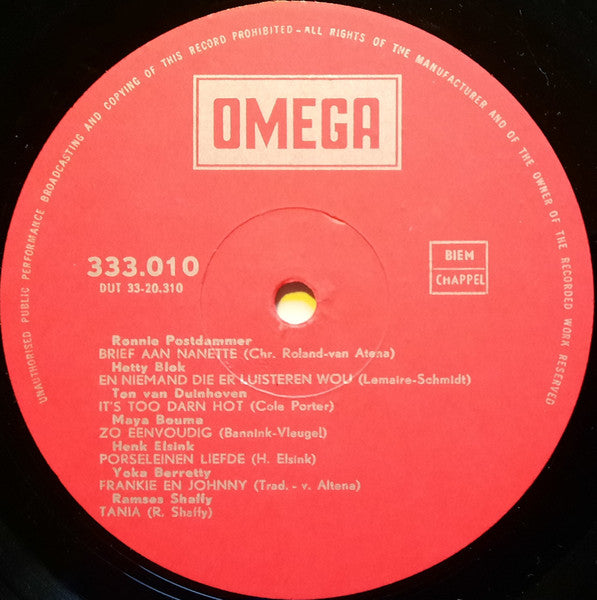 UNAUTHORISED PUBLIC PERFORMANCE BROADCASTING AND COPYING OF THIS RECORD PROHIBITED - ALL RIGHTS OF THE MANUFACTURER AND OF THE OWNER OF THE RECORDED WORK RESERVED
OMEGA
333.010
DUT 33-20.310
BIEM
CHAPPEL
Ronnie Postdammer
BRIEF AAN NANETTE (Chr. Roland-van Atena)
Hetty Blok
EN NIEMAND DIE ER LUISTEREN WOU (Lemaire-Schmidt)
Ton van Duinhoven
IT'S TOO DARN HOT (Cole Porter)
Maya Bouma
ZO EENVOUDIG (Bannink-Vleugel)
Henk Elsink
PORSELEINEN LIEFDE (H. Elsink)
Yoka Berretty
FRANKIE EN JOHNNY (Trad. - v. Altena)
Ramses Shaffy
TANIA (R. Shaffy)